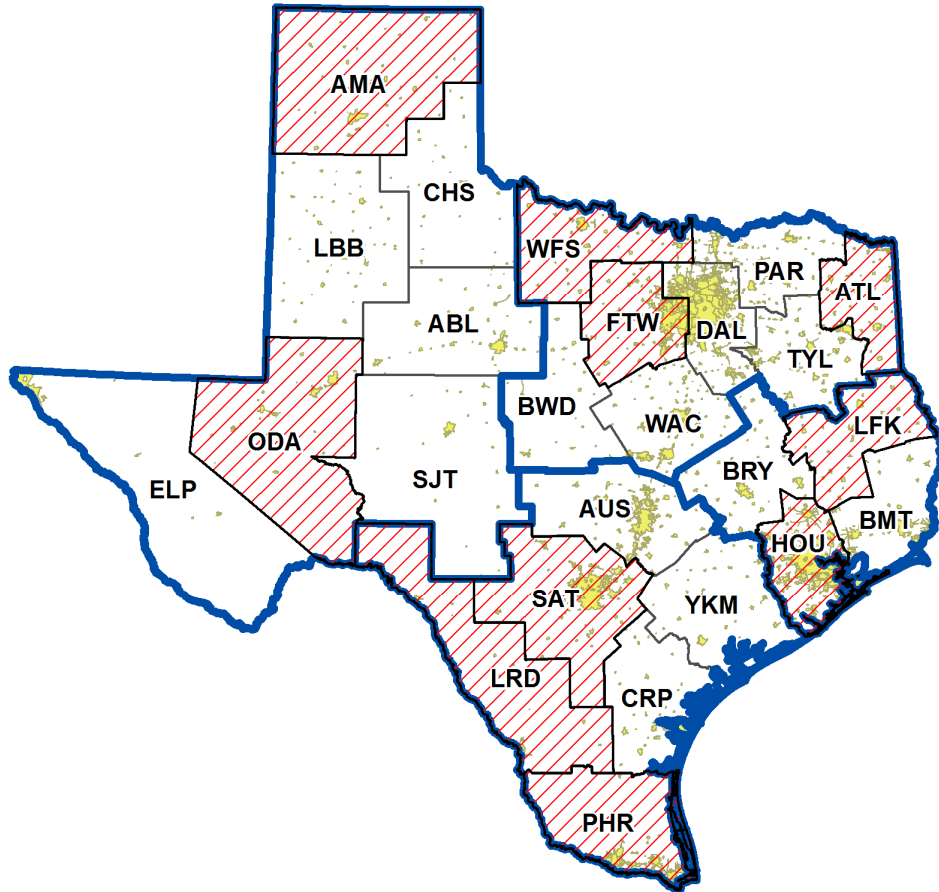 AMA
CHS
LBB
WFS
PAR
ATL
ABL
FTW
DAL
TYL
BWD
WAC
LFK
ODA
ELP
SJT
BRY
AUS
BMT
HOU
SAT
YKM
LRD
CRP
PHR